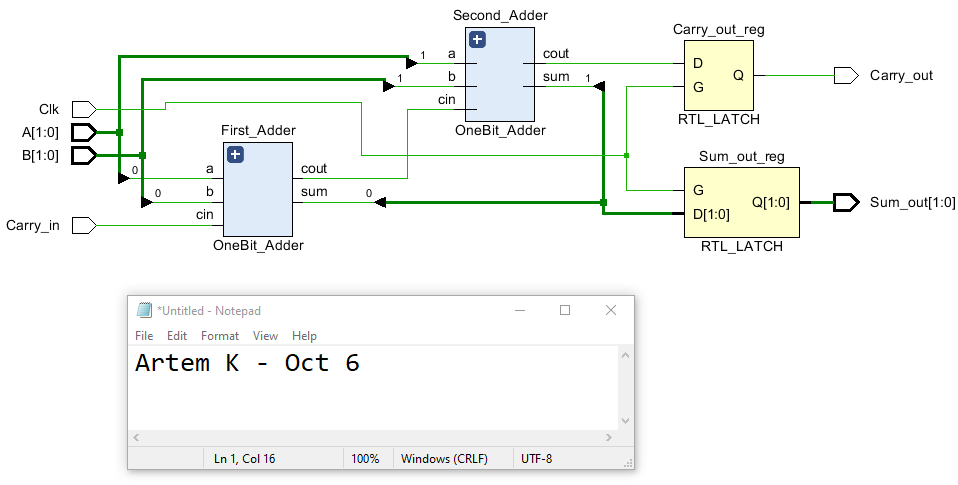 Second_Adder
Carry_out_reg
a
1
b
1
cin
cout
sum
1
OneBit_Adder
D
G
Q
RTL_LATCH
Carry_out
Clk
A[1:0]
B[1:0]
Carry_in
First_Adder
0
a
0
b
cin
cout
sum
0
OneBit_Adder
Sum_out_reg
G
D[1:0]
Q[1:0]
RTL_LATCH
Sum_out[1:0]
*Untitled - Notepad
File Edit Format View Help
Artem K - Oct 6
Ln 1, Col 16 100% Windows (CRLF) UTF-8